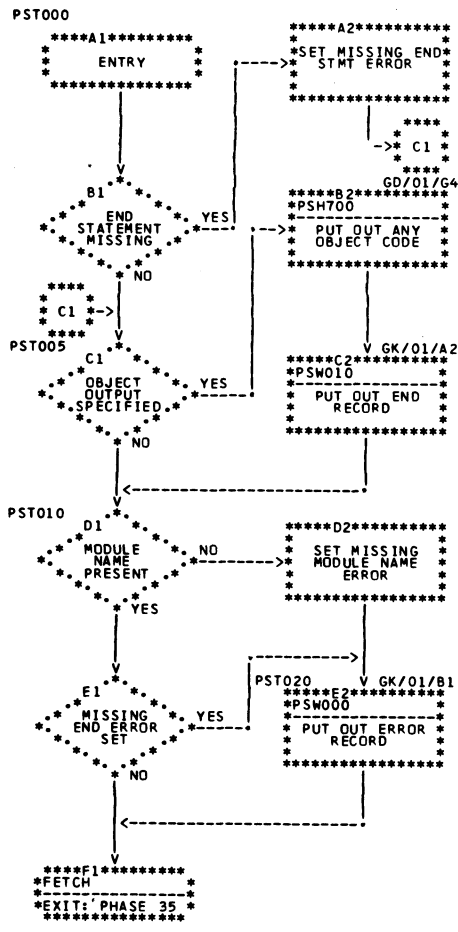 PST000
A1
ENTRY
A2
SET MISSING END
STMT ERROR
C1
B1
END
STATEMENT
MISSING
YES
NO
GD/01/G4
B2
PSH700
PUT OUT ANY
OBJECT CODE
C1
PST005
C1
OBJECT
OUTPUT
SPECIFIED
YES
NO
GK/01/A2
C2
PSW010
PUT OUT END
RECORD
PST010
D1
MODULE
NAME
PRESENT
NO
YES
D2
SET MISSING
MODULE NAME
ERROR
E1
MISSING
END ERROR
SET
YES
NO
PST020
GK/01/B1
E2
PSW000
PUT OUT ERROR
RECORD
F1
FETCH
EXIT: PHASE 35